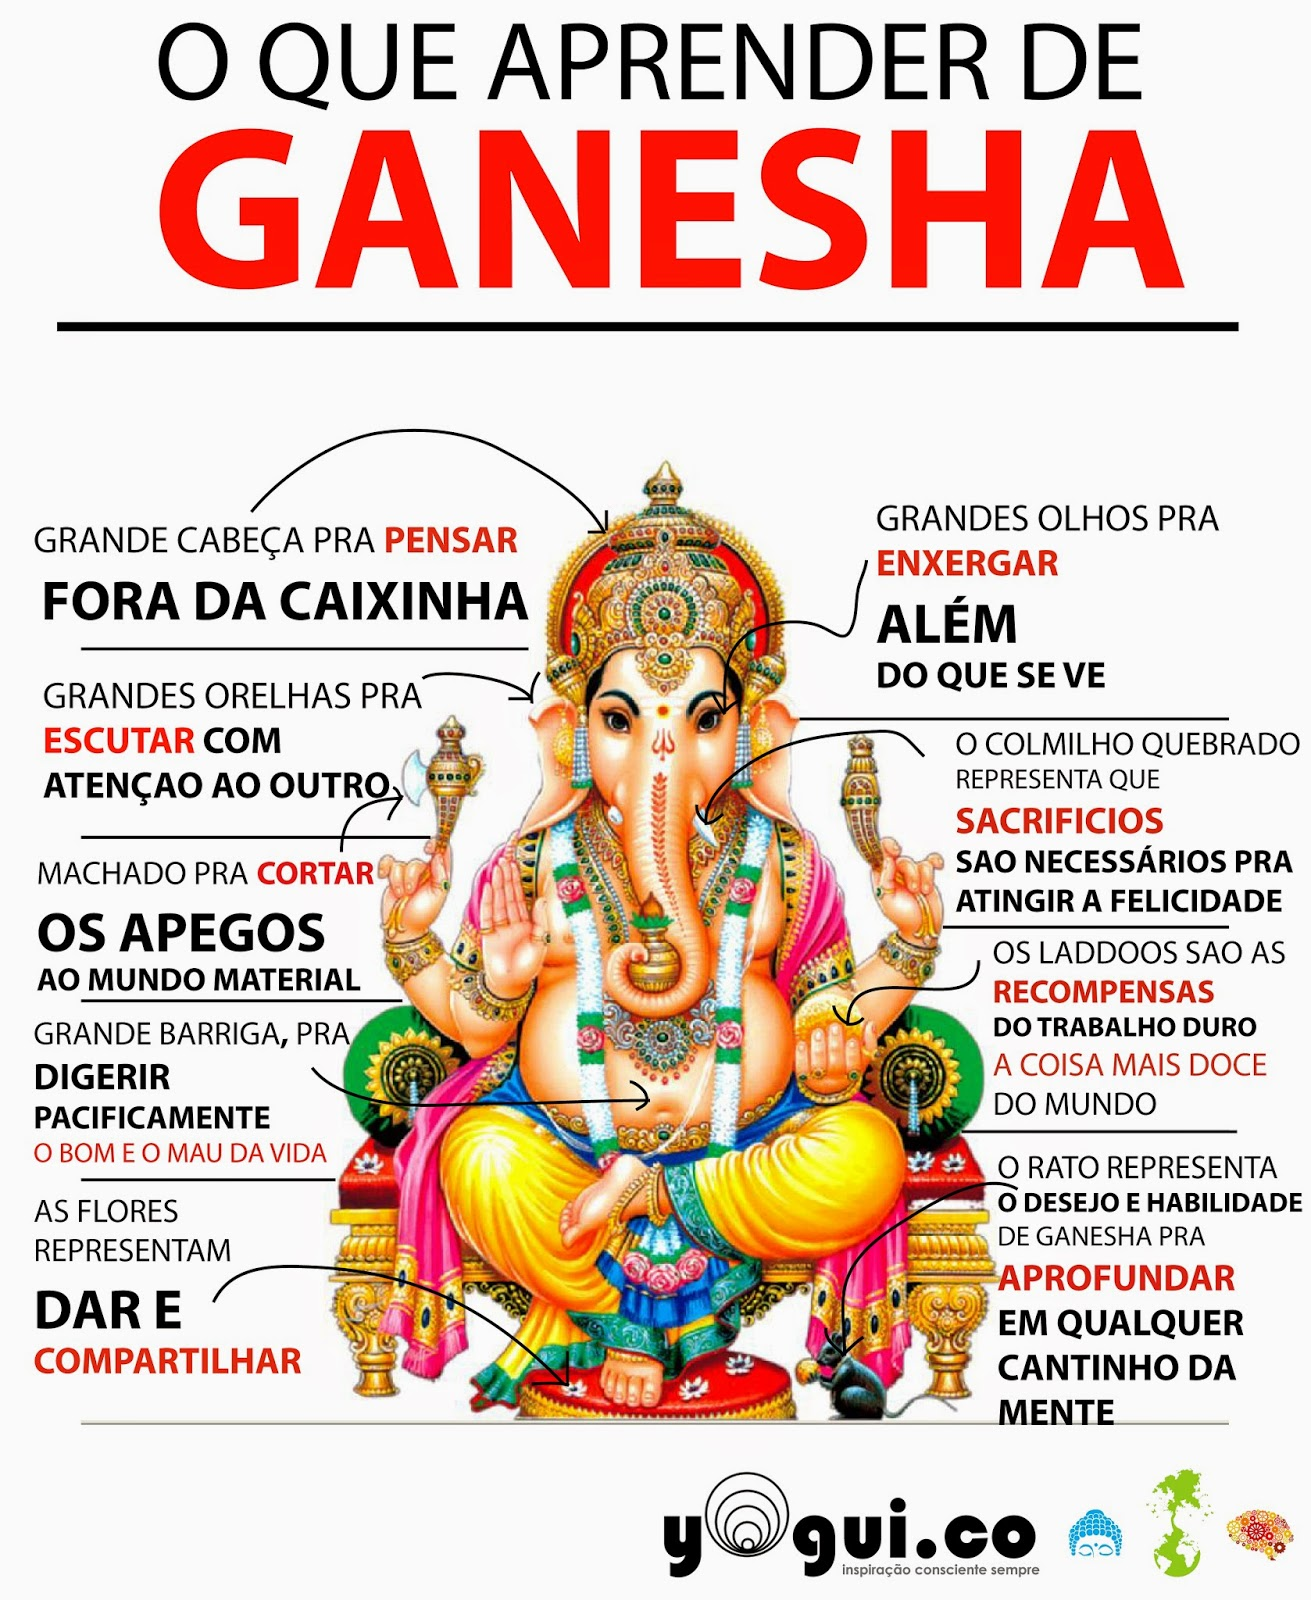 O QUE APRENDER DE
GANESHA
GRANDE CABEÇA PRA PENSAR
FORA DA CAIXINHA
GRANDES ORELHAS PRA
ESCUTAR COM
ATENÇAO AO OUTRO
MACHADO PRA CORTAR
OS APEGOS
AO MUNDO MATERIAL
GRANDE BARRIGA, PRA
DIGERIR
PACIFICAMENTE
O BOM E O MAU DA VIDA
AS FLORES
REPRESENTAM
DAR E
COMPARTILHAR
GRANDES OLHOS PRA
ENXERGAR
ALÉM
DO QUE SE VE
O COLMILHO QUEBRADO
REPRESENTA QUE
SACRIFICIOS
SAO NECESSÁRIOS PRA
ATINGIR A FELICIDADE
OS LADDOOS SAO AS
RECOMPENSAS
DO TRABALHO DURO
A COISA MAIS DOCE
DO MUNDO
O RATO REPRESENTA
O DESEJO E HABILIDADE
DE GANESHA PRA
APROFUNDAR
EM QUALQUER
CANTINHO DA
MENTE
yogui.co
inspiração consciente sempre